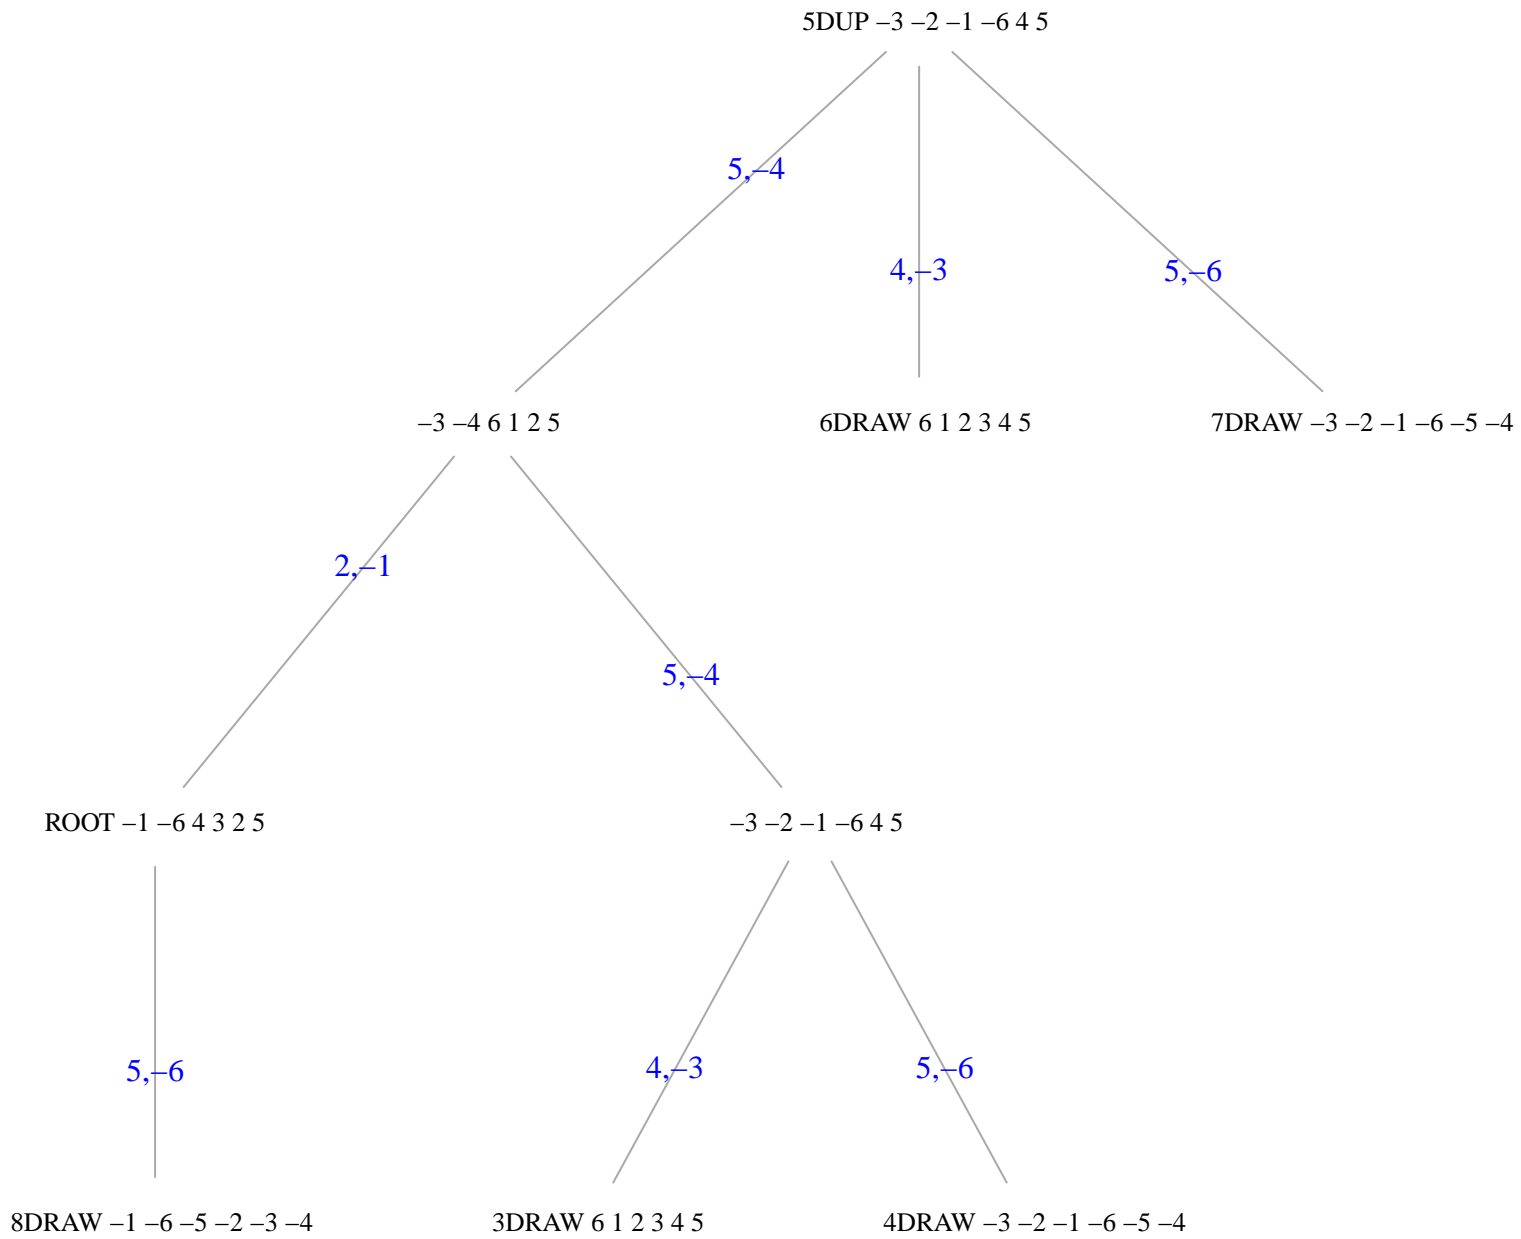 5DUP –3 –2 –1 –6 4 5
5,–4
4,–3
5,–6
–3 –4 6 1 2 5
6DRAW 6 1 2 3 4 5
7DRAW –3 –2 –1 –6 –5 –4
2,–1
5,–4
ROOT –1 –6 4 3 2 5
–3 –2 –1 –6 4 5
5,–6
4,–3
5,–6
8DRAW –1 –6 –5 –2 –3 –4
3DRAW 6 1 2 3 4 5
4DRAW –3 –2 –1 –6 –5 –4